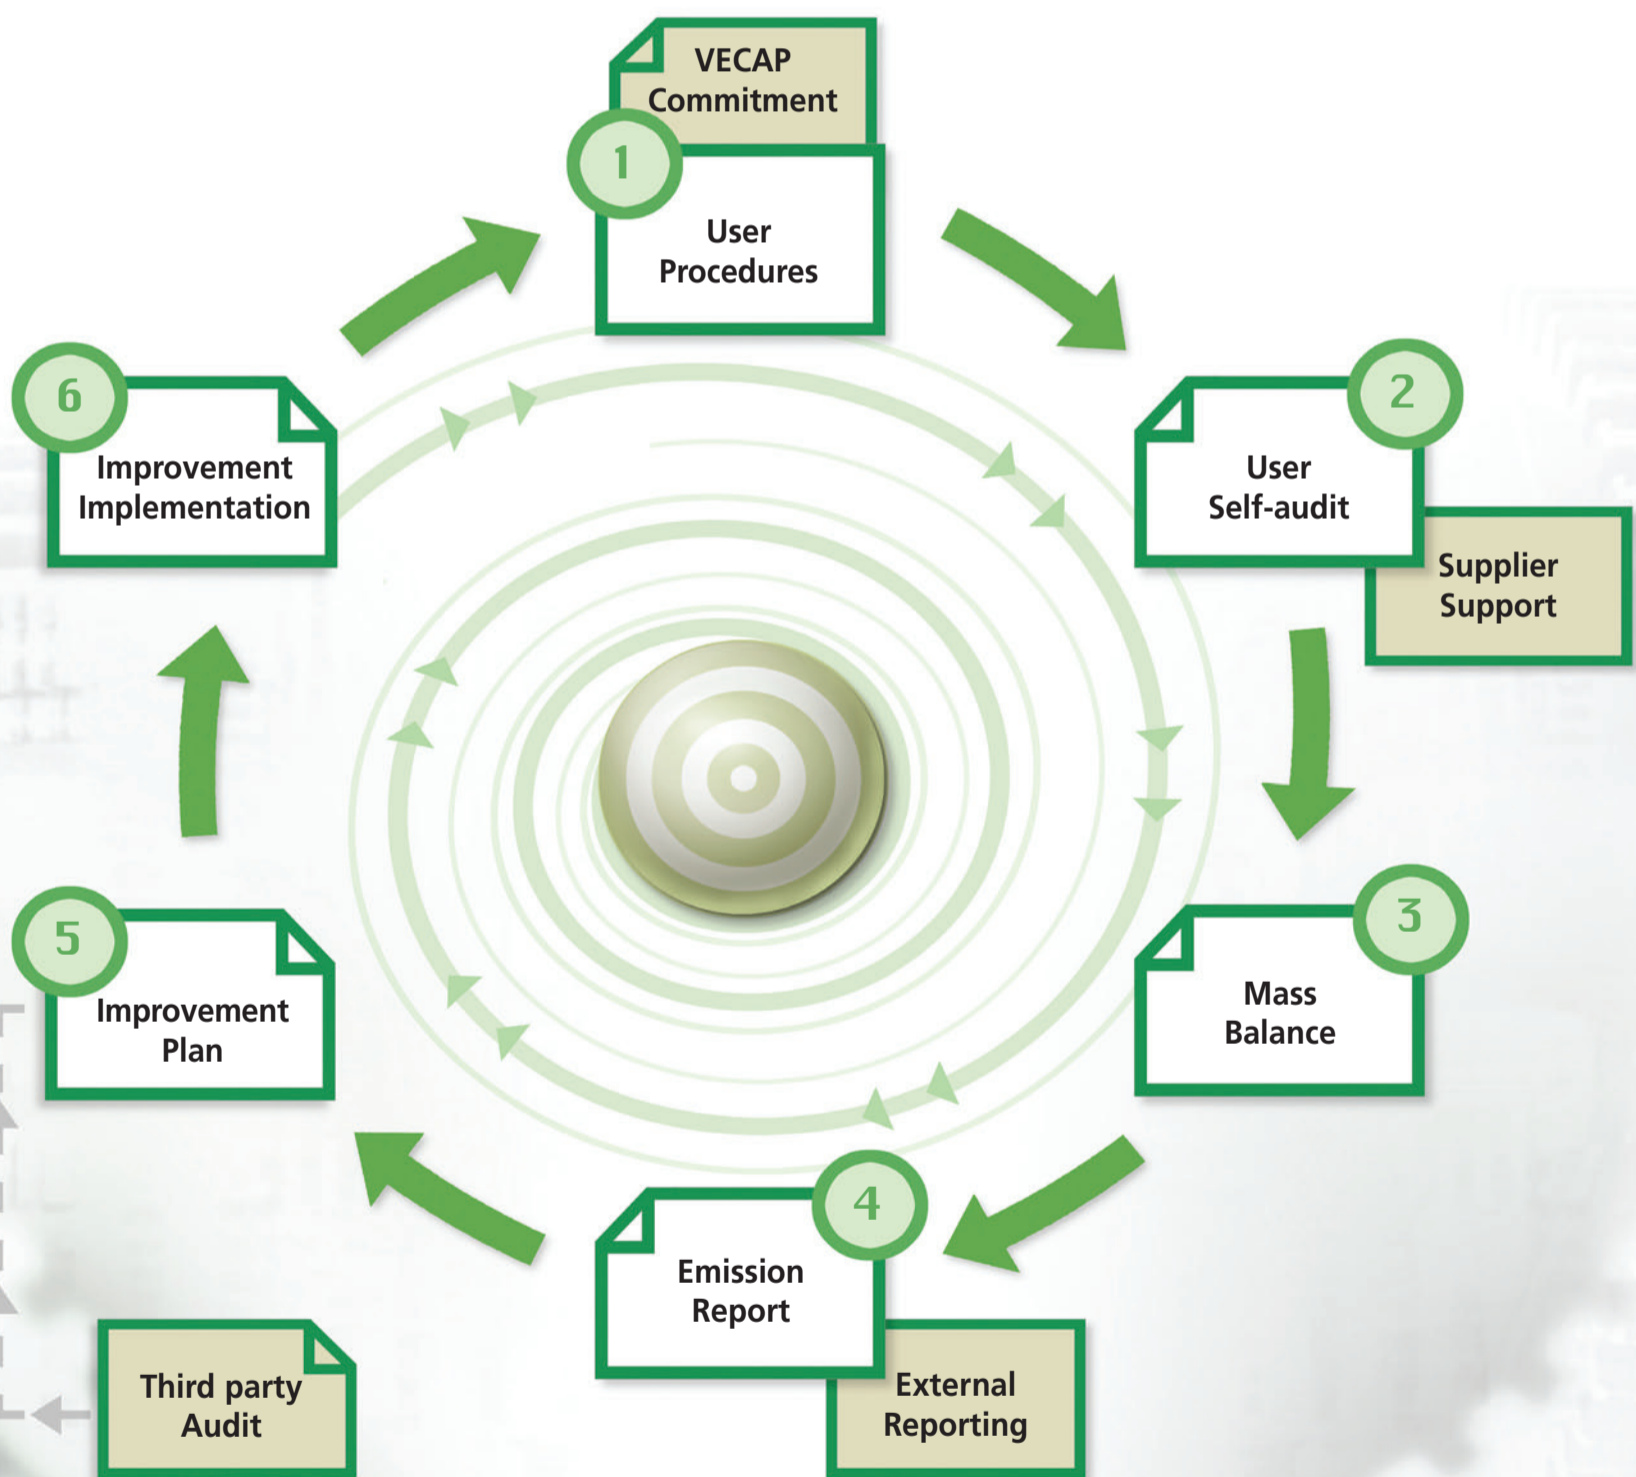 VECAP
Commitment
1
User
Procedures
2
User
Self-audit
Supplier
Support
3
Mass
Balance
4
Emission
Report
External
Reporting
5
Improvement
Plan
6
Improvement
Implementation
Third party
Audit